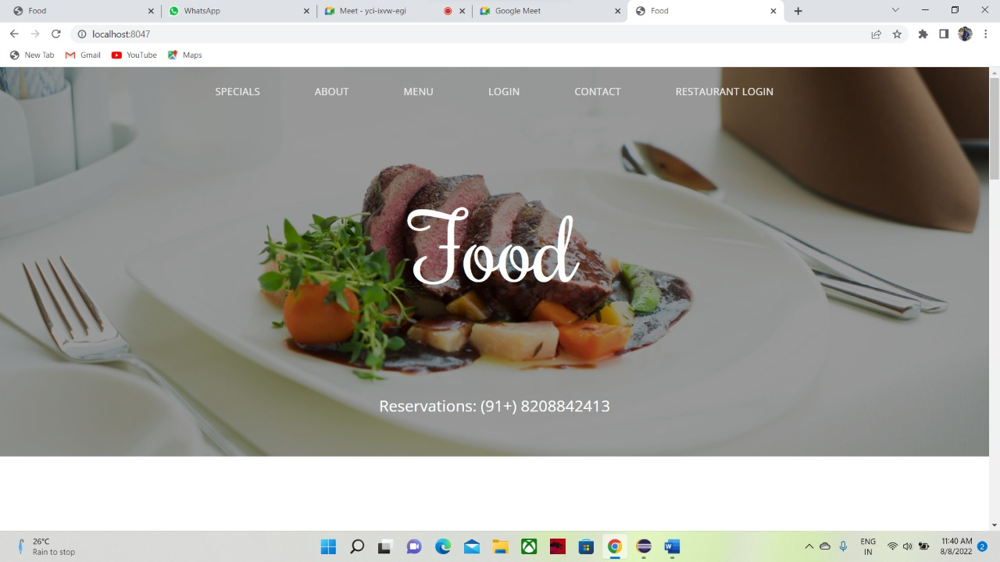 Food
WhatsApp
Meet - yci-ixvw-egi
Google Meet
Food
localhost:8047
New Tab
Gmail
YouTube
Maps
SPECIALS
ABOUT
MENU
LOGIN
CONTACT
RESTAURANT LOGIN
Food
Reservations: (91+) 8208842413
26°C
Rain to stop
ENG
IN
11:40 AM
8/8/2022
2